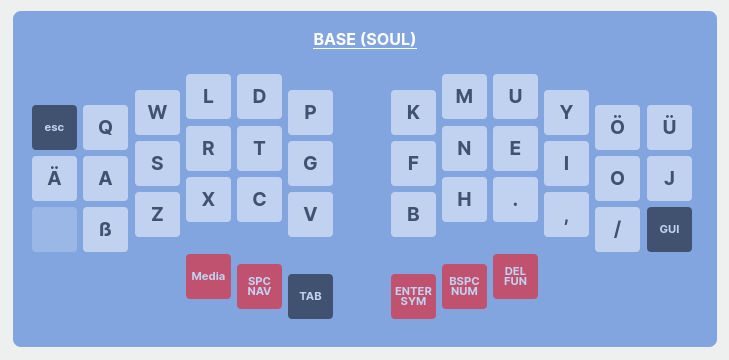 BASE (SOUL)
esc Q W L D P K M U Y Ö Ü
Ä A S R T G F N E I O J
ß Z X C V B H . , / GUI
Media SPC NAV TAB ENTER SYM BSPC NUM DEL FUN